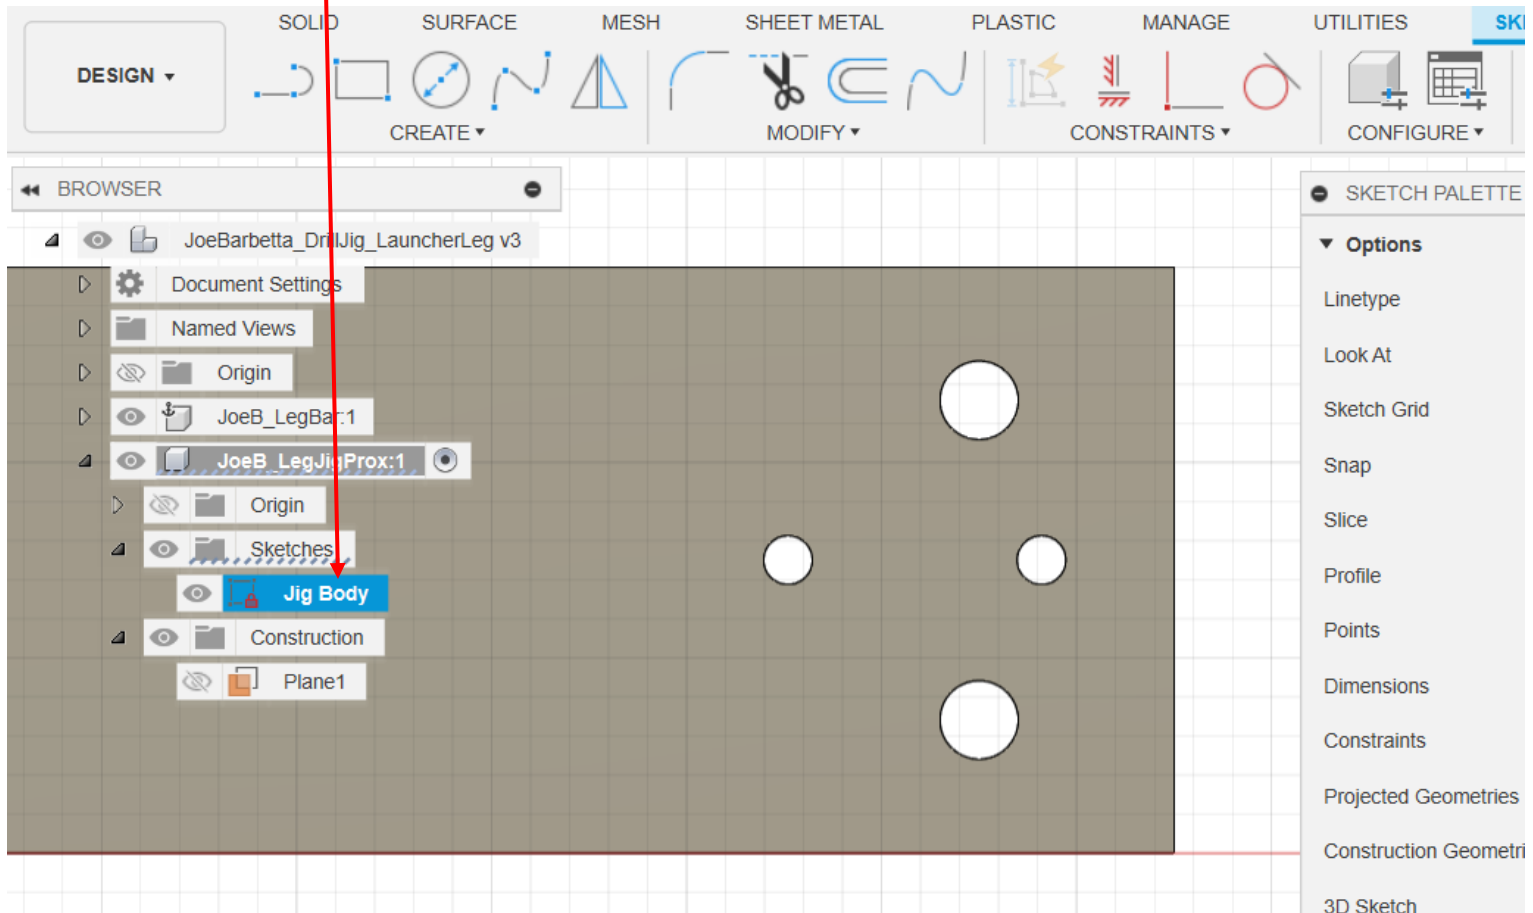 SOLID SURFACE MESH SHEET METAL PLASTIC MANAGE UTILITIES SK
DESIGN
CREATE MODIFY CONSTRAINTS CONFIGURE
BROWSER
SKETCH PALETTE
JoeBarbetta_DrillJig_LauncherLeg v3
Options
Document Settings
Linetype
Named Views
Look At
Origin
Sketch Grid
JoeB_LegBar:1
JoeB_LegJigProx:1
Snap
Origin
Slice
Sketches
Profile
Jig Body
Points
Construction
Plane1
Dimensions
Constraints
Projected Geometries
Construction Geometri
3D Sketch